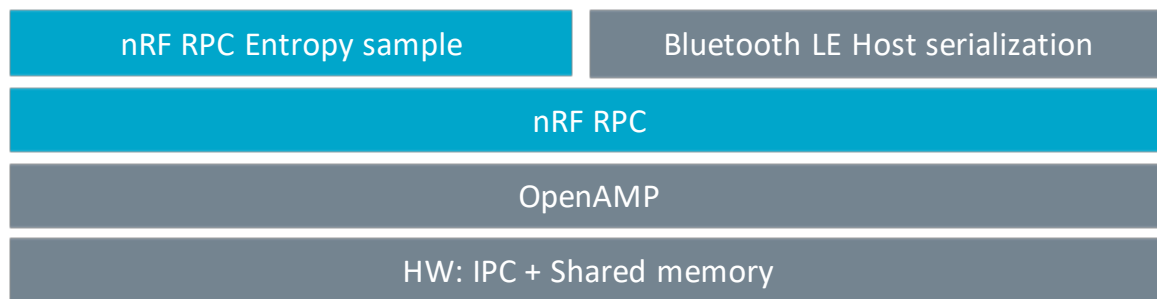 nRF RPC Entropy sample
Bluetooth LE Host serialization
nRF RPC
OpenAMP
HW: IPC + Shared memory